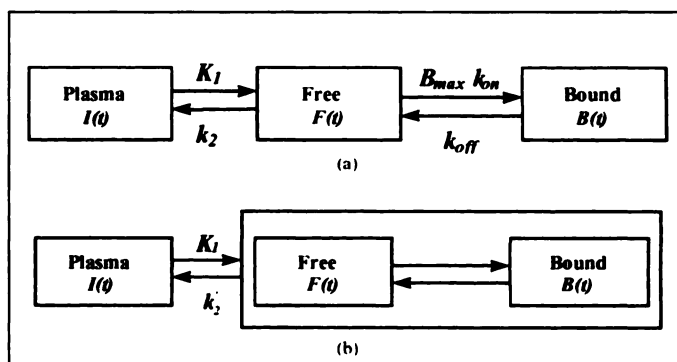 K1 Bmax kon
Plasma Free Bound
I(t) F(t) B(t)
k2 koff
(a)
K1
Plasma Free Bound
I(t) F(t) B(t)
k2'
(b)